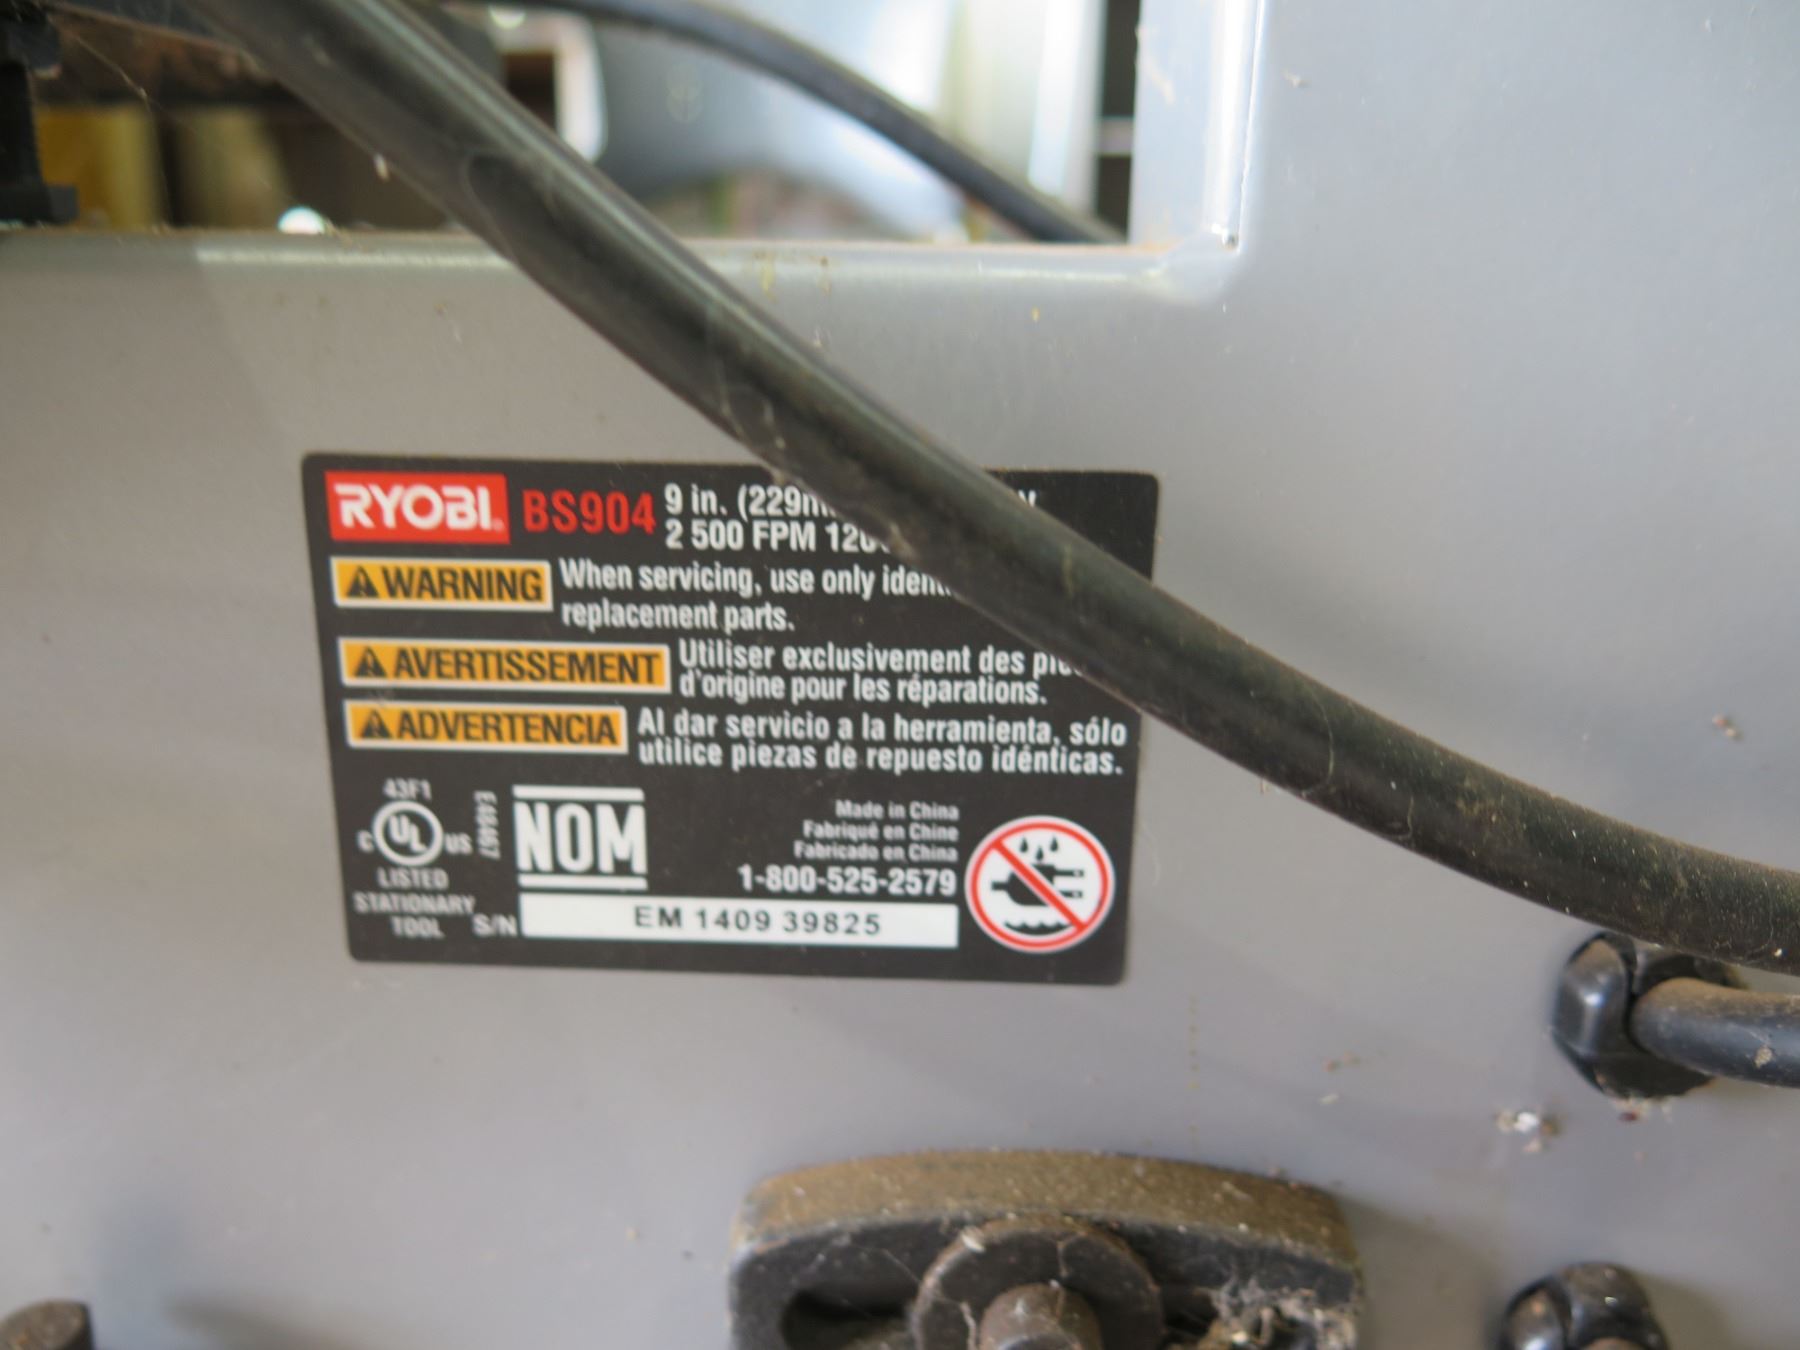 RYOBI BS904 9 in. (229m
2 500 FPM 120
WARNING When servicing, use only
replacement parts.
AVERTISSEMENT Utiliser exclusivement des
d'origine pour les réparations.
ADVERTENCIA Al dar servicio a la herramienta, sólo
utilice piezas de repuesto idénticas.
43F1
C UL US
LISTED
STATIONARY
TOOL
E48467
NOM
Made in China
Fabriqué en Chine
Fabricado en China
1-800-525-2579
S/N EM 1409 39825